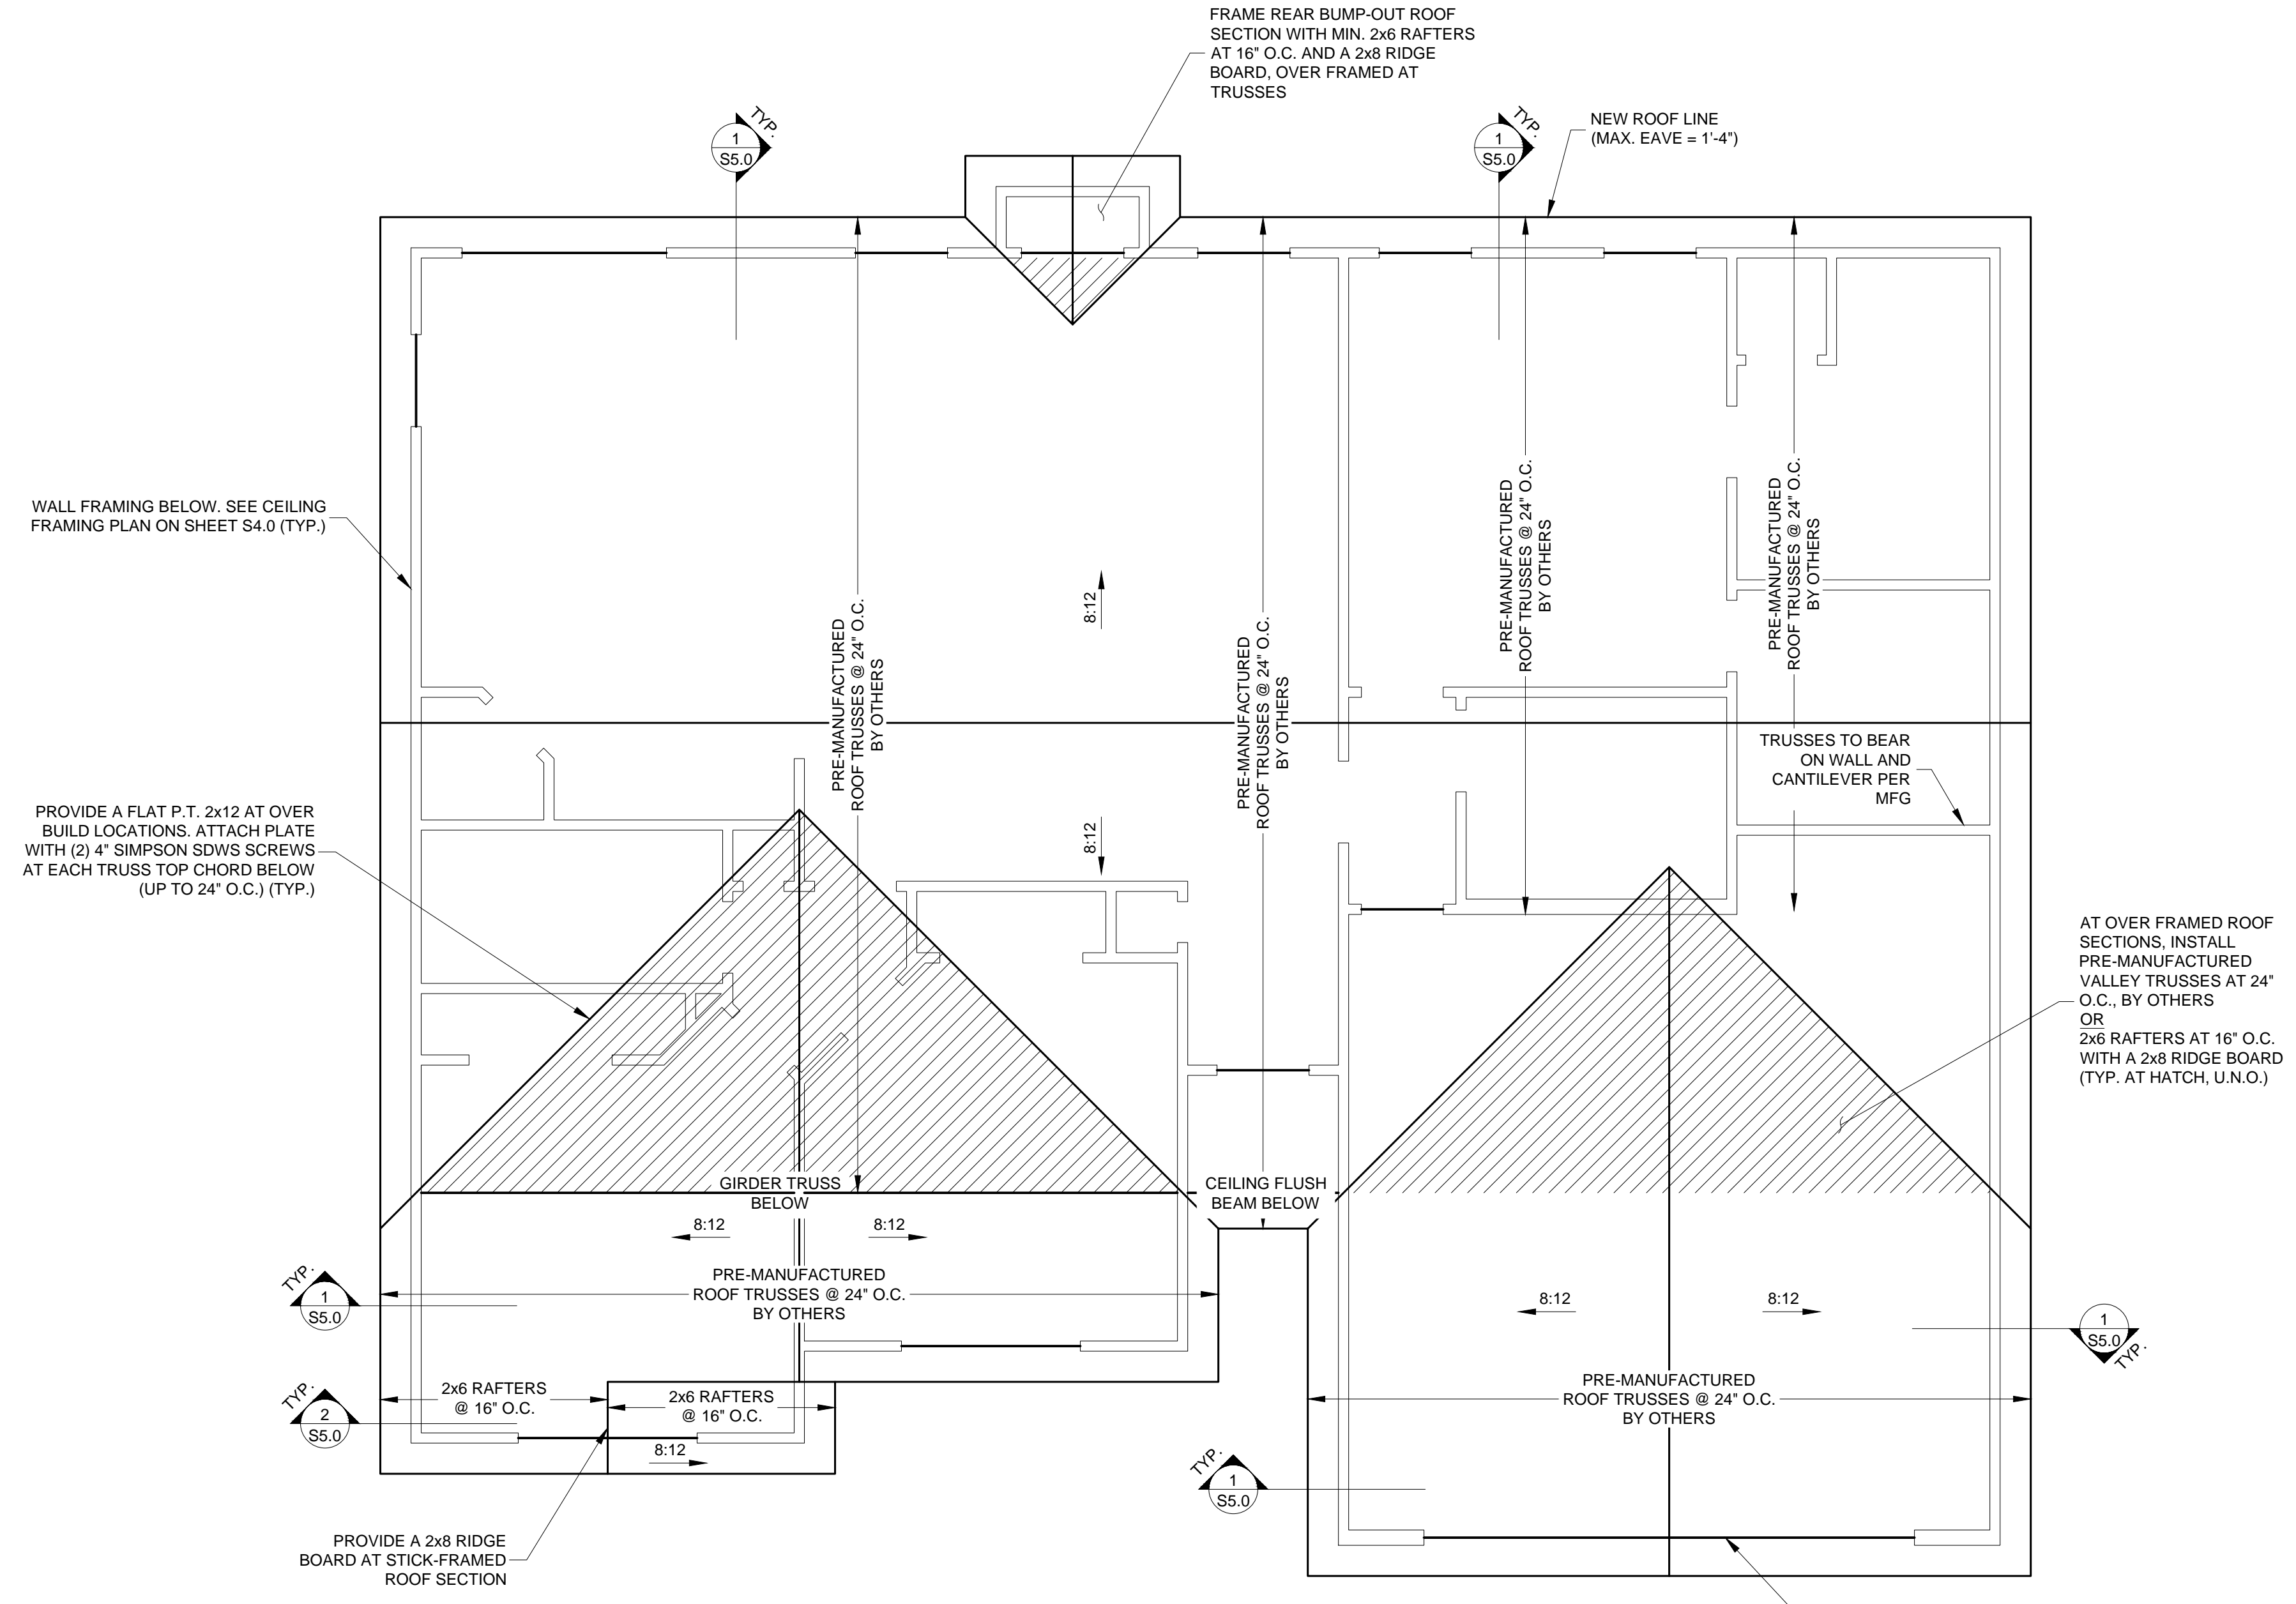 FRAME REAR BUMP-OUT ROOF
SECTION WITH MIN. 2x6 RAFTERS
AT 16" O.C. AND A 2x8 RIDGE
BOARD, OVER FRAMED AT
TRUSSES
TYP.
1
S5.0
TYP.
1
S5.0
NEW ROOF LINE
(MAX. EAVE = 1'-4")
WALL FRAMING BELOW. SEE CEILING
FRAMING PLAN ON SHEET S4.0 (TYP.)
PRE-MANUFACTURED
ROOF TRUSSES @ 24" O.C.
BY OTHERS
8:12
PRE-MANUFACTURED
ROOF TRUSSES @ 24" O.C.
BY OTHERS
PRE-MANUFACTURED
ROOF TRUSSES @ 24" O.C.
BY OTHERS
PRE-MANUFACTURED
ROOF TRUSSES @ 24" O.C.
BY OTHERS
TRUSSES TO BEAR
ON WALL AND
CANTILEVER PER
MFG
PROVIDE A FLAT P.T. 2x12 AT OVER
BUILD LOCATIONS. ATTACH PLATE
WITH (2) 4" SIMPSON SDWS SCREWS
AT EACH TRUSS TOP CHORD BELOW
(UP TO 24" O.C.) (TYP.)
8:12
AT OVER FRAMED ROOF
SECTIONS, INSTALL
PRE-MANUFACTURED
VALLEY TRUSSES AT 24"
O.C., BY OTHERS
OR
2x6 RAFTERS AT 16" O.C.
WITH A 2x8 RIDGE BOARD
(TYP. AT HATCH, U.N.O.)
GIRDER TRUSS
BELOW
CEILING FLUSH
BEAM BELOW
8:12
8:12
PRE-MANUFACTURED
ROOF TRUSSES @ 24" O.C.
BY OTHERS
TYP.
1
S5.0
8:12
8:12
1
S5.0
TYP.
2x6 RAFTERS
@ 16" O.C.
2x6 RAFTERS
@ 16" O.C.
PRE-MANUFACTURED
ROOF TRUSSES @ 24" O.C.
BY OTHERS
TYP.
2
S5.0
8:12
TYP.
1
S5.0
PROVIDE A 2x8 RIDGE
BOARD AT STICK-FRAMED
ROOF SECTION